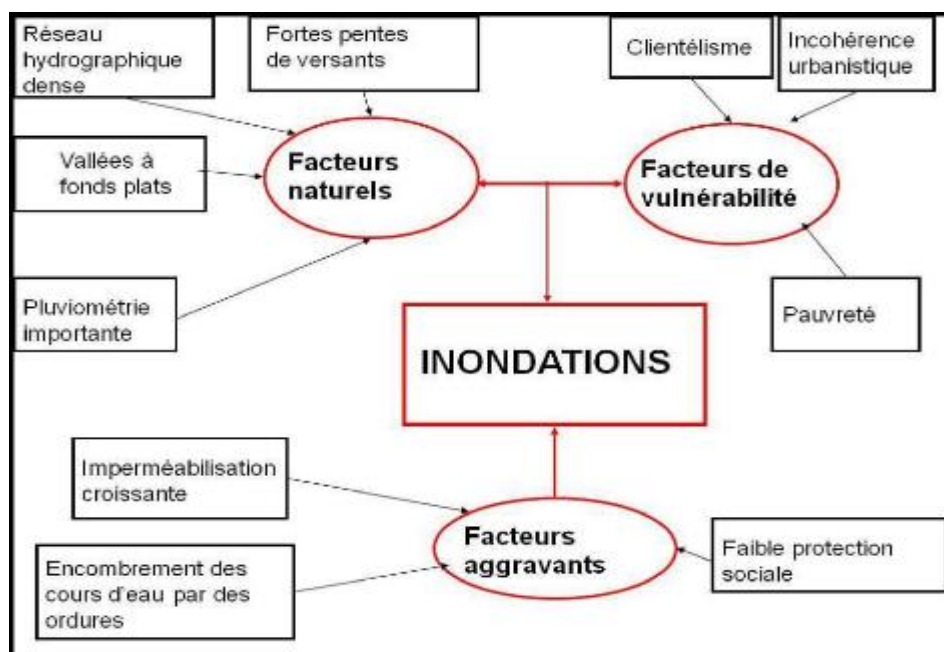 Réseau
hydrographique
dense
Fortes pentes
de versants
Clientélisme
Incohérence
urbanistique
Vallées à
fonds plats
Facteurs
naturels
Facteurs de
vulnérabilité
Pluviométrie
importante
Pauvreté
INONDATIONS
Imperméabilisation
croissante
Facteurs
aggravants
Faible protection
sociale
Encombrement des
cours d'eau par des
ordures